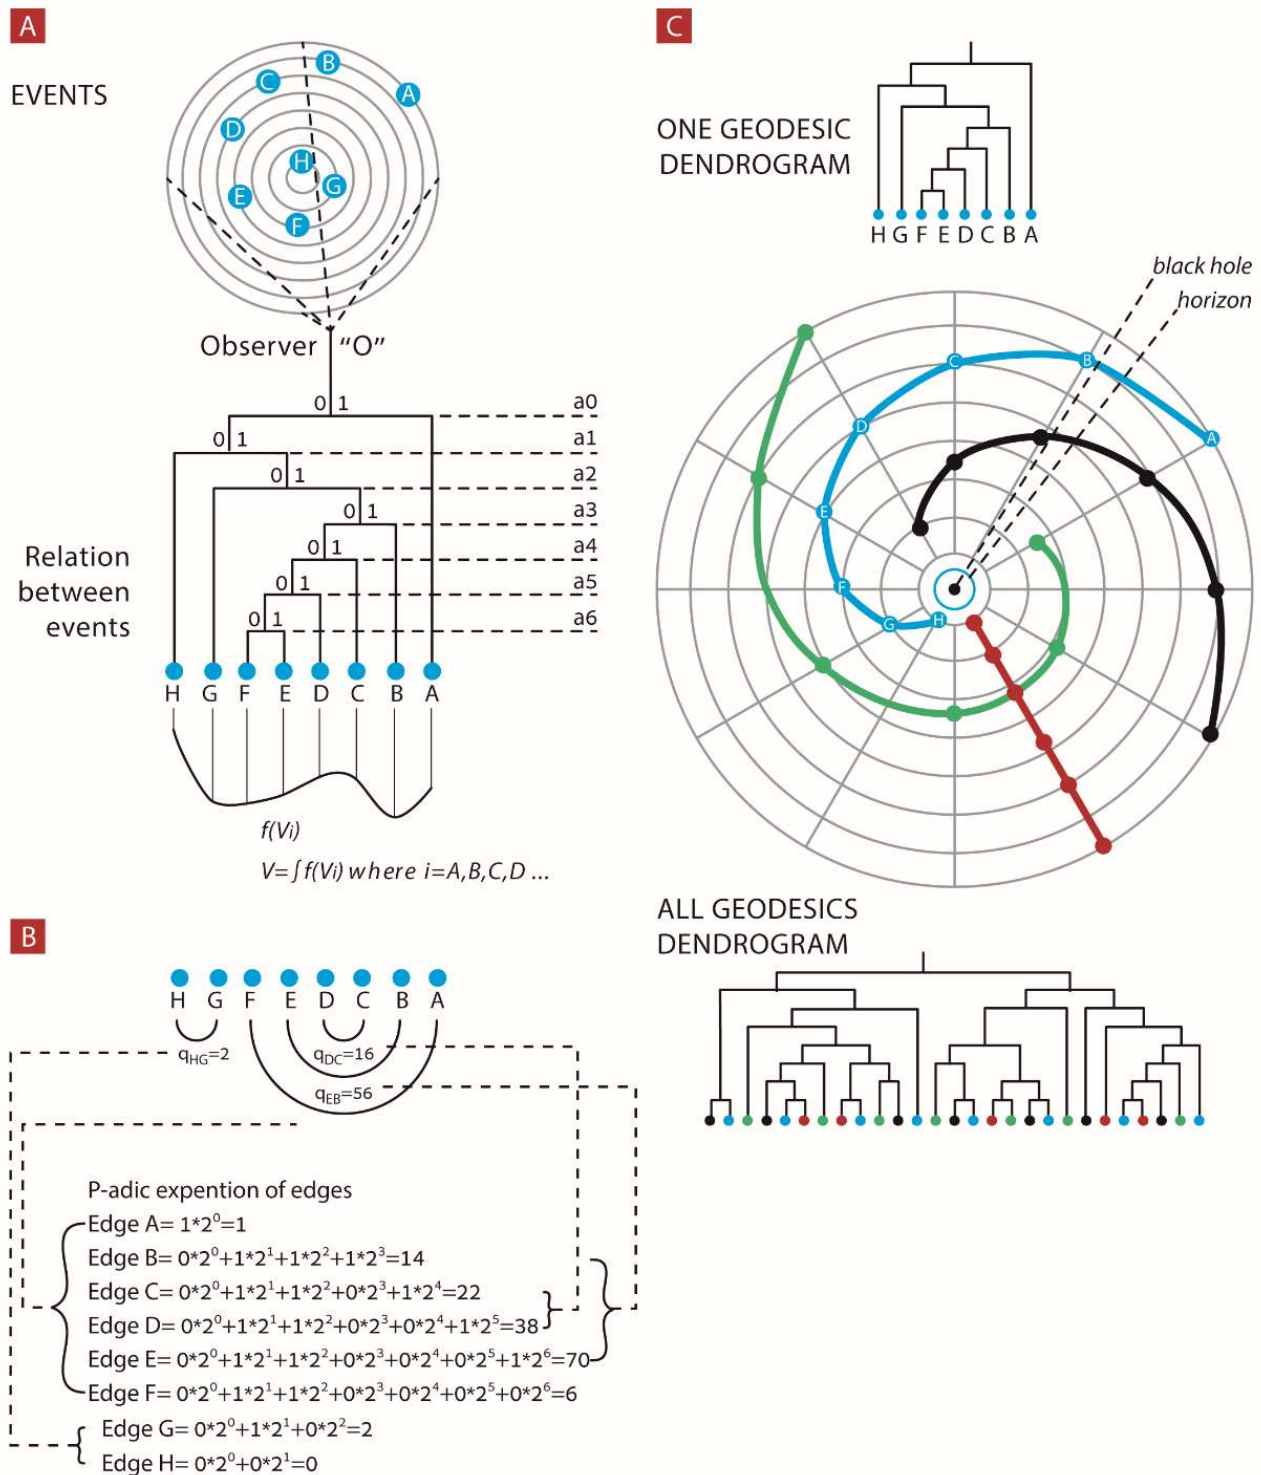 A
EVENTS
B
C
A
D
H
G
E
F
Observer "O"
0 1 a0
0 1 a1
0 1 a2
0 1 a3
0 1 a4
0 1 a5
0 1 a6
Relation
between
events
H G F E D C B A
f(Vi)
V=∫f(Vi) where i=A,B,C,D ...
B
H G F E D C B A
qHG=2
qDC=16
qEB=56
P-adic expention of edges
Edge A= 1*2⁰=1
Edge B= 0*2⁰+1*2¹+1*2²+1*2³=14
Edge C= 0*2⁰+1*2¹+1*2²+0*2³+1*2⁴=22
Edge D= 0*2⁰+1*2¹+1*2²+0*2³+0*2⁴+1*2⁵=38
Edge E= 0*2⁰+1*2¹+1*2²+0*2³+0*2⁴+0*2⁵+1*2⁶=70
Edge F= 0*2⁰+1*2¹+1*2²+0*2³+0*2⁴+0*2⁵+0*2⁶=6
Edge G= 0*2⁰+1*2¹+0*2²=2
Edge H= 0*2⁰+0*2¹=0
C
ONE GEODESIC
DENDROGRAM
H G F E D C B A
black hole
horizon
C
B
A
D
E
F
G
H
ALL GEODESICS
DENDROGRAM